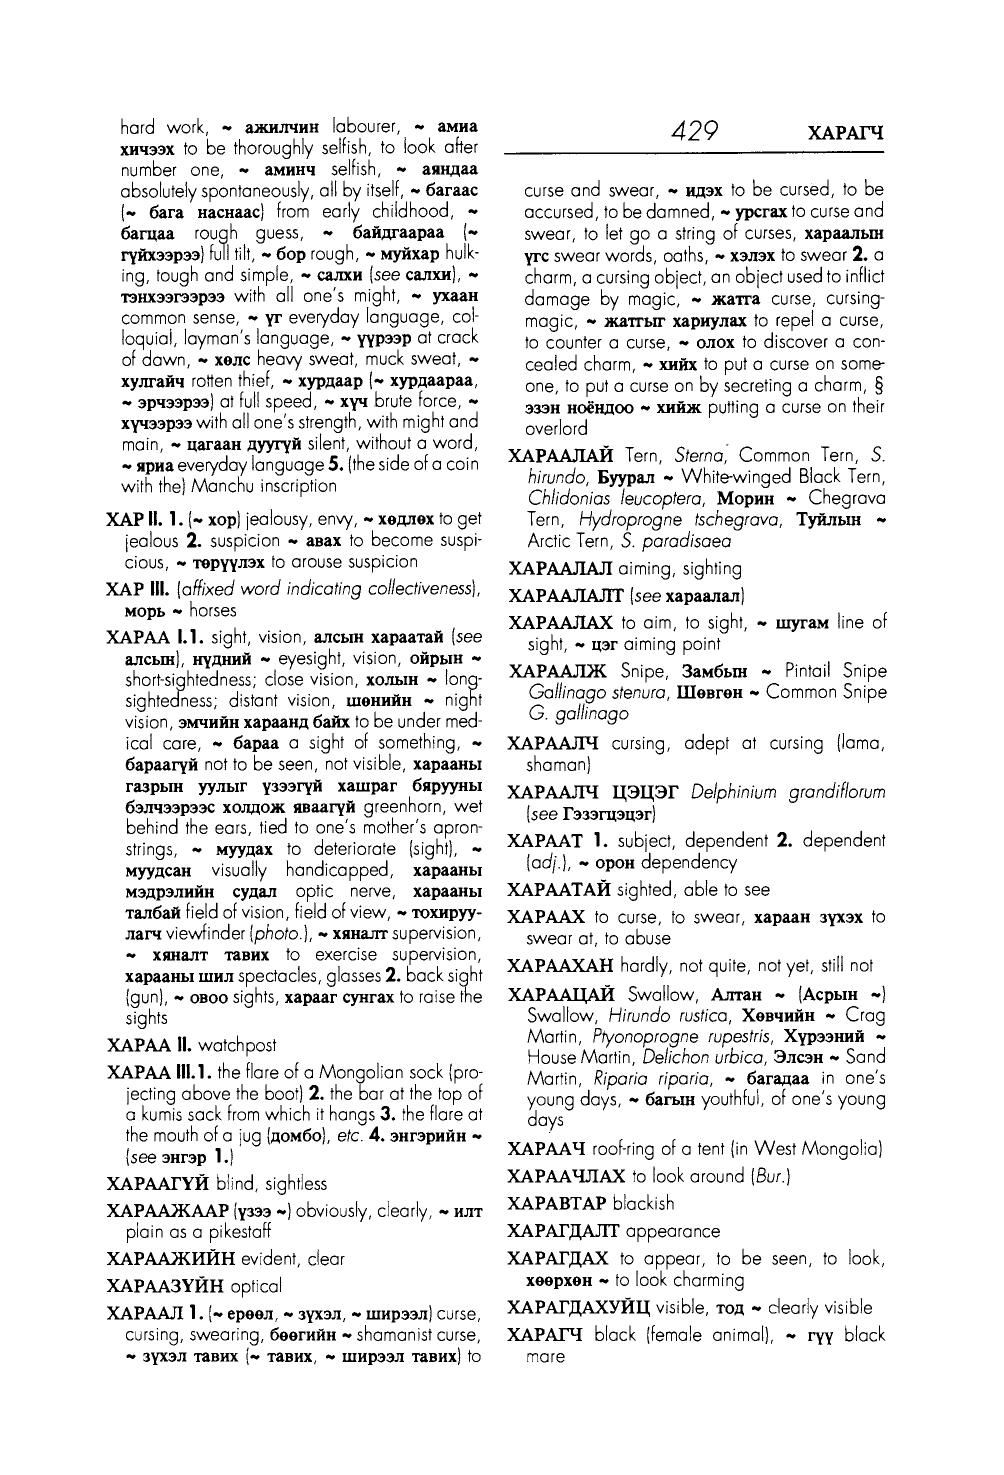 hard work, ~ ажилчин labourer, ~ амиа
хичээх to be thoroughly selfish, to look after
number one, ~ аминч selfish, ~ аяндаа
absolutely spontaneously, all by itself, ~ багаас
(~ бага наснаас) from early childhood, ~
багцаа rough guess, ~ байдгаараа (~
гүйхээрээ) full tilt, ~ бор rough, ~ муйхар hulk-
ing, tough and simple, ~ салхи (see салхи), ~
тэнхээгээрээ with all one's might, ~ ухаан
common sense, ~ үг everyday language, col-
loquial, layman's language, ~ үүрээр at crack
of dawn, ~ хөлс heavy sweat, muck sweat, ~
хулгайч rotten thief, ~ хурдаар (~ хурдаараа,
~ эрчээрээ) at full speed, ~ хүч brute force, ~
хүчээрээ with all one's strength, with might and
main, ~ цагаан дуугүй silent, without a word,
~ яриа everyday language 5. (the side of a coin
with the) Manchu inscription
ХАР II. 1. (~ хор) jealousy, envy, ~ хөдлөх to get
jealous 2. suspicion ~ авах to become suspi-
cious, ~ төрүүлэх to arouse suspicion
ХАР III. (affixed word indicating collectiveness),
морь ~ horses
ХАРАА I.1. sight, vision, алсын хараатай (see
алсын), нүдний ~ eyesight, vision, ойрын ~
short-sightedness; close vision, холын ~ long-
sightedness; distant vision, шөнийн ~ night
vision, эмчийн хараанд байх to be under med-
ical care, ~ бараа a sight of something, ~
бараагүй not to be seen, not visible, харааны
газрын уулыг үзээгүй хашраг бярууны
бэлчээрээс холдож яваагүй greenhorn, wet
behind the ears, tied to one's mother's apron-
strings, ~ муудах to deteriorate (sight), ~
муудсан visually handicapped, харааны
мэдрэлийн судал optic nerve, харааны
талбай field of vision, field of view, ~ тохируу-
лагч viewfinder (photo.), ~ хяналт supervision,
~ хяналт тавих to exercise supervision,
харааны шил spectacles, glasses 2. back sight
(gun), ~ овоо sights, харааг сунгах to raise the
sights
ХАРАА II. watchpost
ХАРАА III.1. the flare of a Mongolian sock (pro-
jecting above the boot) 2. the bar at the top of
a kumis sack from which it hangs 3. the flare at
the mouth of a jug (домбо), etc. 4. энгэрийн ~
(see энгэр 1.)
ХАРААГҮЙ blind, sightless
ХАРААЖААР (үзээ ~) obviously, clearly, ~ илт
plain as a pikestaff
ХАРААЖИЙН evident, clear
ХАРААЗҮЙН optical
ХАРААЛ 1. (~ ерөөл, ~ зүхэл, ~ ширээл) curse,
cursing, swearing, бөөгийн ~ shamanist curse,
~ зүхэл тавих (~ тавих, ~ ширээл тавих) to
429 ХАРАГЧ
curse and swear, ~ идэх to be cursed, to be
accursed, to be damned, ~ урсгах to curse and
swear, to let go a string of curses, хараалын
үгс swear words, oaths, ~ хэлэх to swear 2. a
charm, a cursing object, an object used to inflict
damage by magic, ~ жатга curse, cursing-
magic, ~ жатгыг хариулах to repel a curse,
to counter a curse, ~ олох to discover a con-
cealed charm, ~ хийх to put a curse on some-
one, to put a curse on by secreting a charm, §
эзэн ноёндоо ~ хийж putting a curse on their
overlord
ХАРААЛАЙ Tern, Sterna, Common Tern, S.
hirundo, Буурал ~ White-winged Black Tern,
Chlidonias leucoptera, Морин ~ Chegrava
Tern, Hydroprogne tschegrava, Туйлын ~
Arctic Tern, S. paradisaea
ХАРААЛАЛ aiming, sighting
ХАРААЛАЛТ (see хараалал)
ХАРААЛАХ to aim, to sight, ~ шугам line of
sight, ~ цэг aiming point
ХАРААЛЖ Snipe, Замбын ~ Pintail Snipe
Gallinago stenura, Шөвгөн ~ Common Snipe
G. gallinago
ХАРААЛЧ cursing, adept at cursing (lama,
shaman)
ХАРААЛЧ ЦЭЦЭГ Delphinium grandiflorum
(see Гэзэгцэцэг)
ХАРААТ 1. subject, dependent 2. dependent
(adj.), ~ орон dependency
ХАРААТАЙ sighted, able to see
ХАРААХ to curse, to swear, хараан зүхэх to
swear at, to abuse
ХАРААХАН hardly, not quite, not yet, still not
ХАРААЦАЙ Swallow, Алтан ~ (Асрын ~)
Swallow, Hirundo rustica, Хөвчийн ~ Crag
Martin, Ptyonoprogne rupestris, Хүрээний ~
House Martin, Delichon urbica, Элсэн ~ Sand
Martin, Riparia riparia, ~ багадаа in one's
young days, ~ багын youthful, of one's young
days
ХАРААЧ roof-ring of a tent (in West Mongolia)
ХАРААЧЛАХ to look around (Bur.)
ХАРАВТАР blackish
ХАРАГДАЛТ appearance
ХАРАГДАХ to appear, to be seen, to look,
хөөрхөн ~ to look charming
ХАРАГДАХУЙЦ visible, тод ~ clearly visible
ХАРАГЧ black (female animal), ~ гүү black
mare